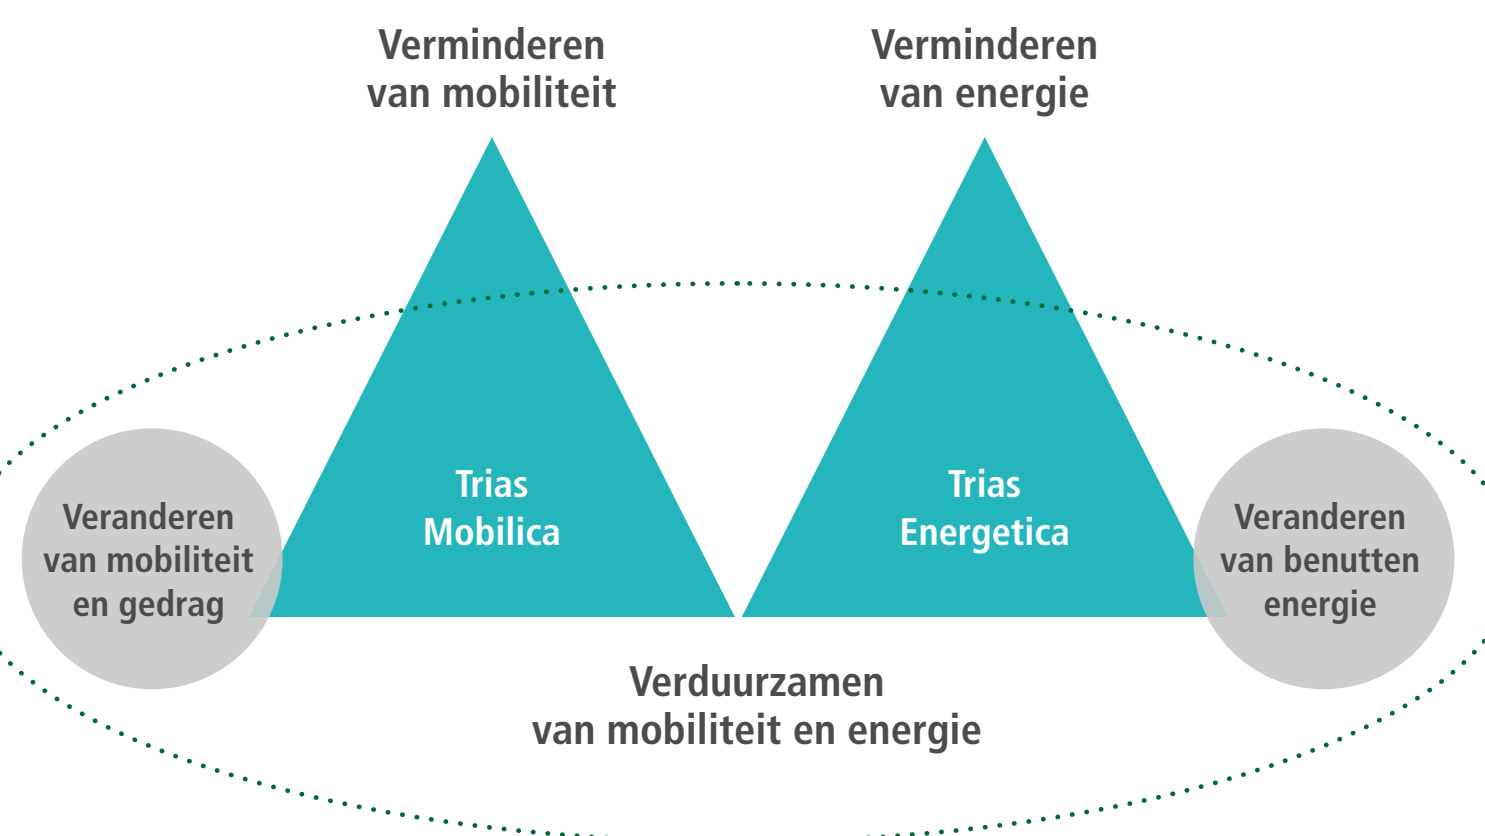 Verminderen
van mobiliteit
Verminderen
van energie
Trias
Mobilica
Trias
Energetica
Veranderen
van mobiliteit
en gedrag
Veranderen
van benutten
energie
Verduurzamen
van mobiliteit en energie